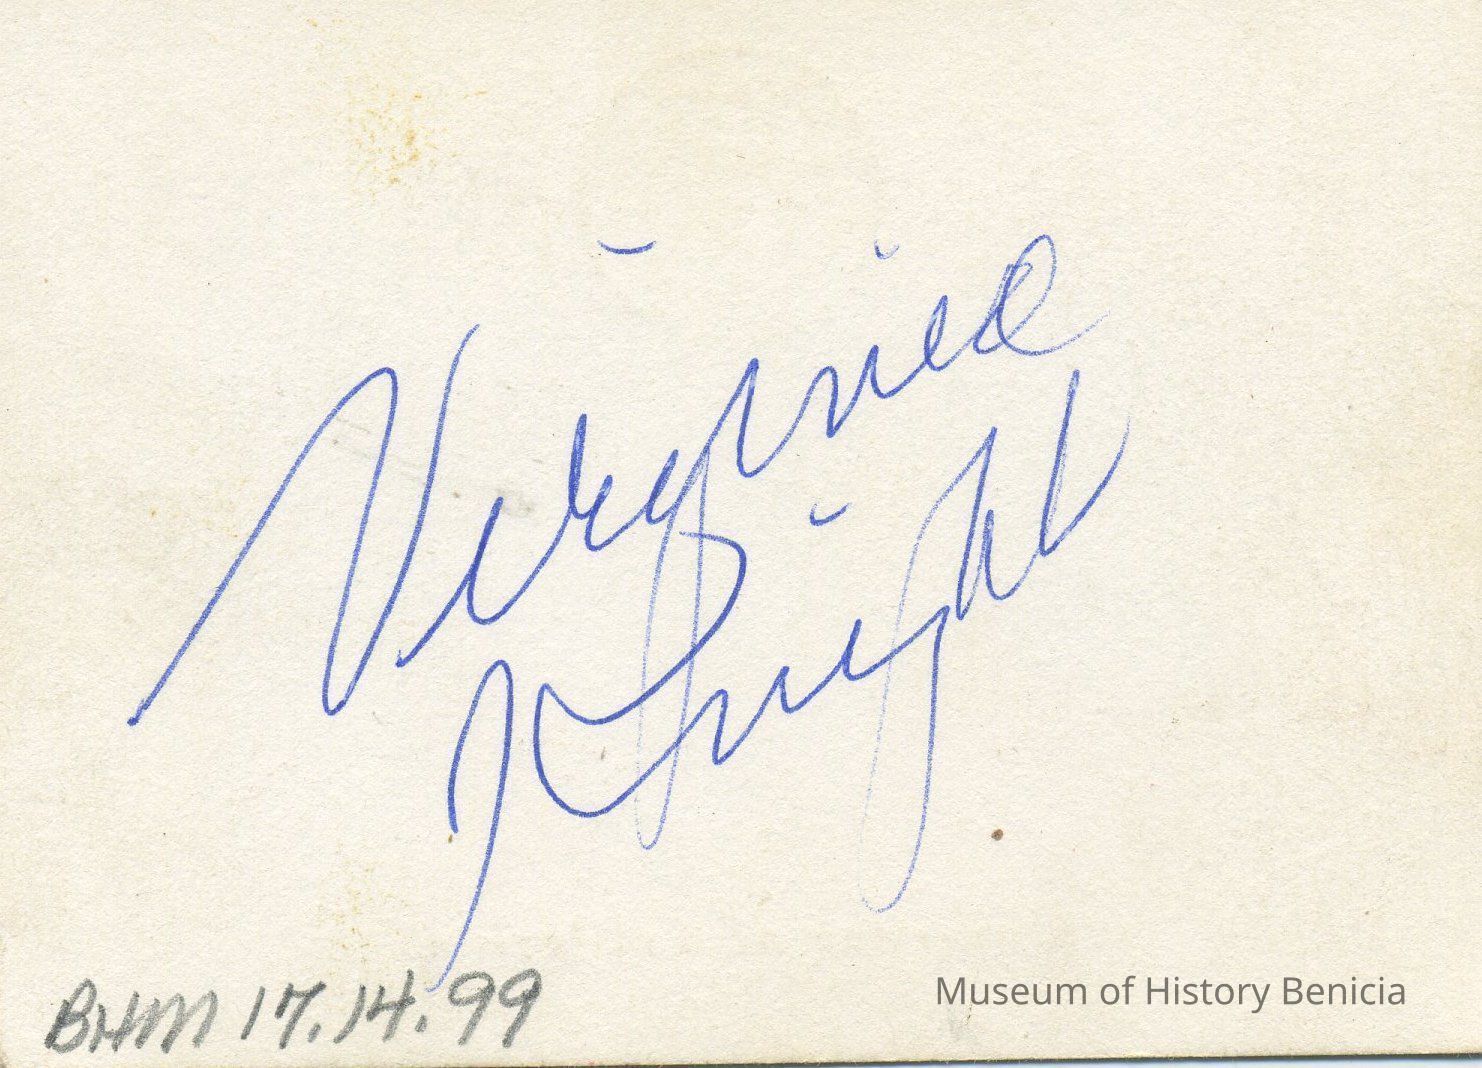 Virginia
Knight
BHM 17.14.99
Museum of History Benicia